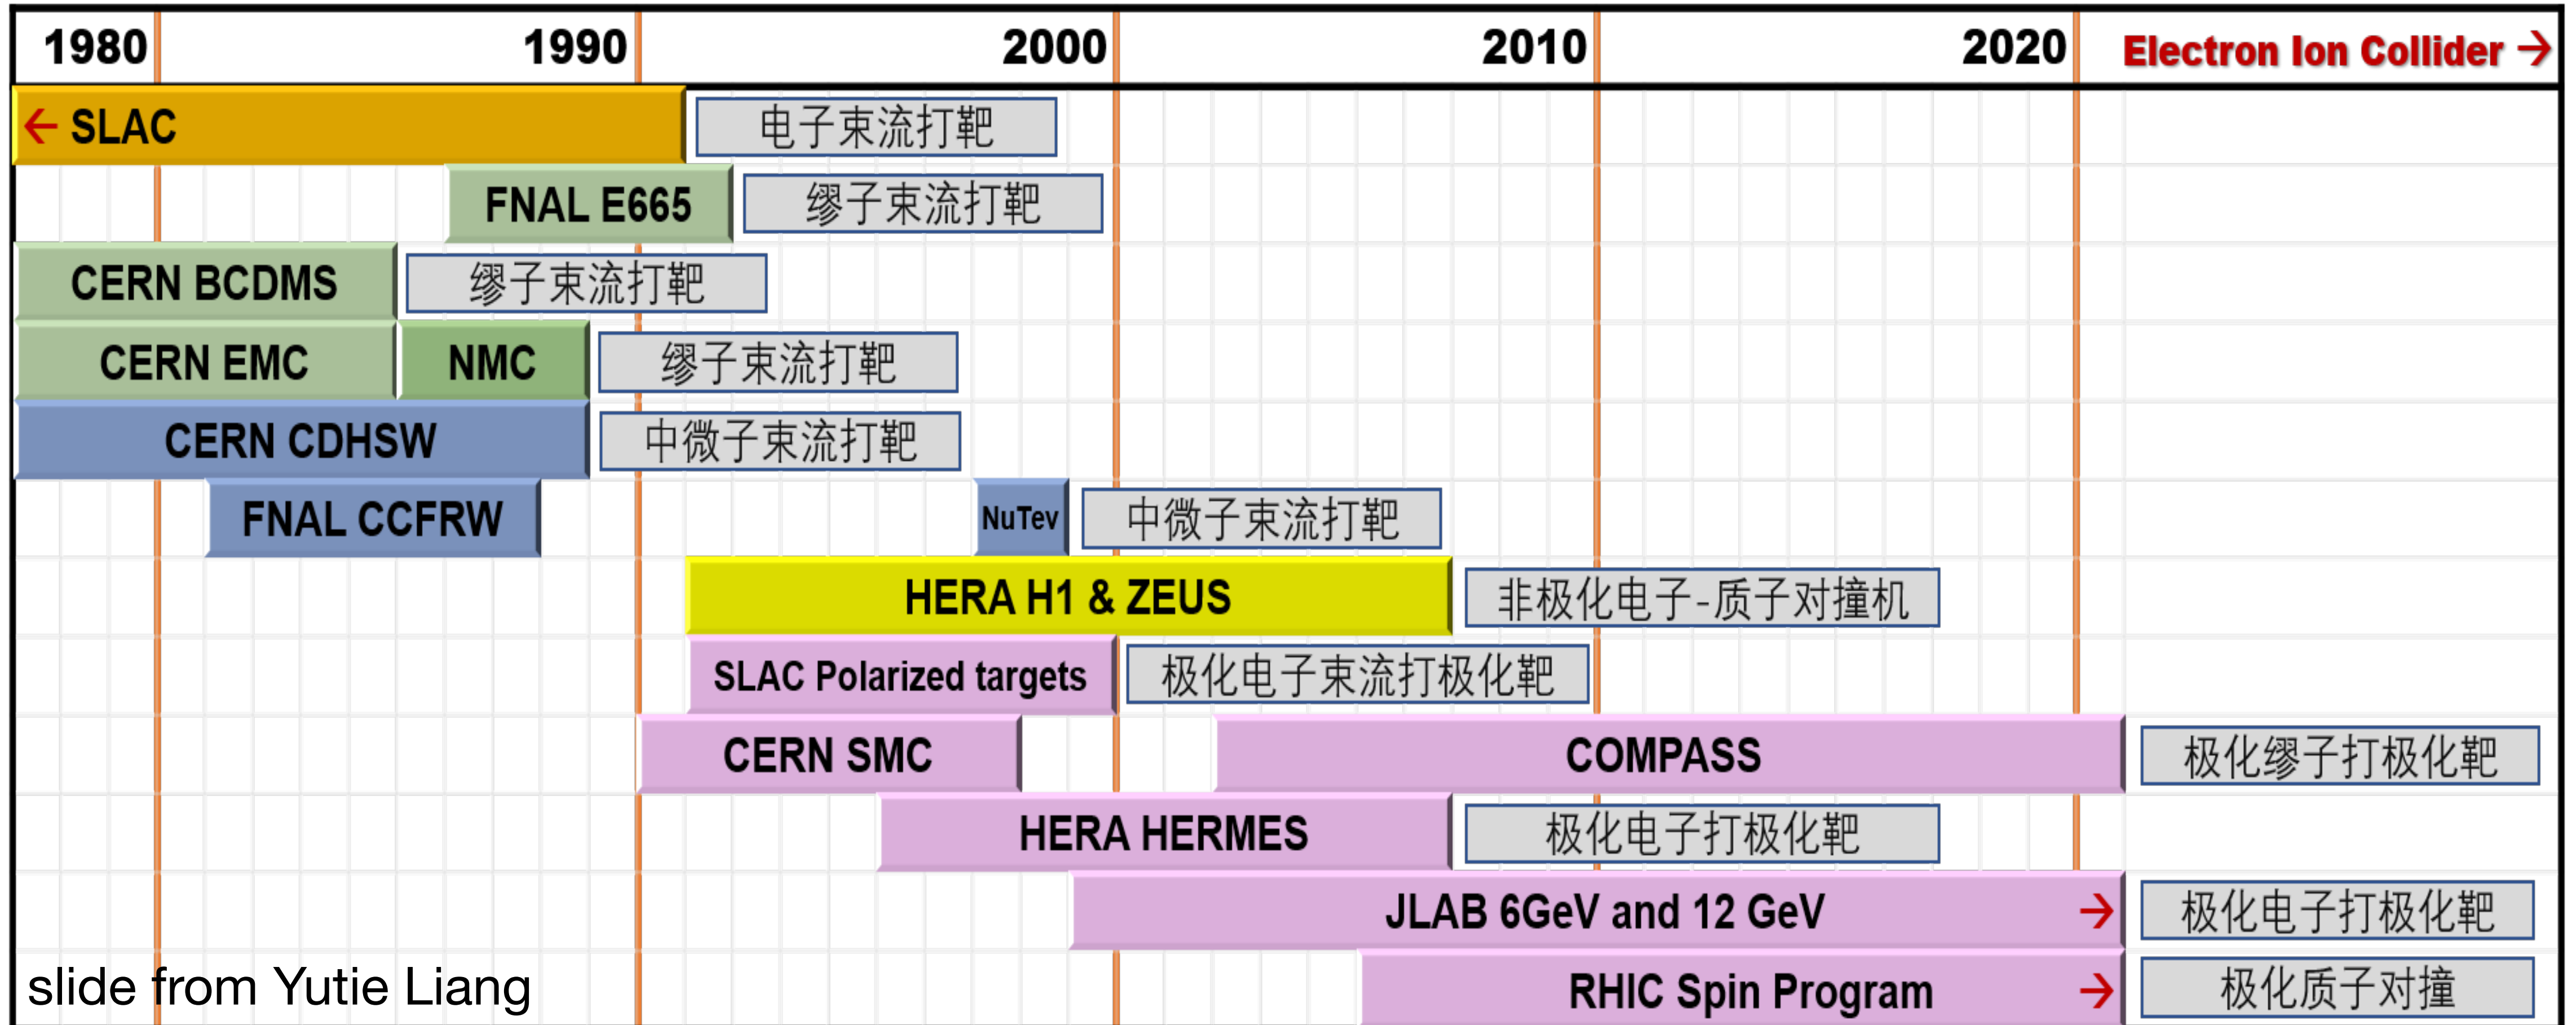 1980 1990 2000 2010 2020 Electron Ion Collider →
← SLAC 电子束流打靶
FNAL E665 缪子束流打靶
CERN BCDMS 缪子束流打靶
CERN EMC NMC 缪子束流打靶
CERN CDHSW 中微子束流打靶
FNAL CCFRW NuTev 中微子束流打靶
HERA H1 & ZEUS 非极化电子-质子对撞机
SLAC Polarized targets 极化电子束流打极化靶
CERN SMC COMPASS 极化缪子打极化靶
HERA HERMES 极化电子打极化靶
JLAB 6GeV and 12 GeV → 极化电子打极化靶
slide from Yutie Liang RHIC Spin Program → 极化质子对撞